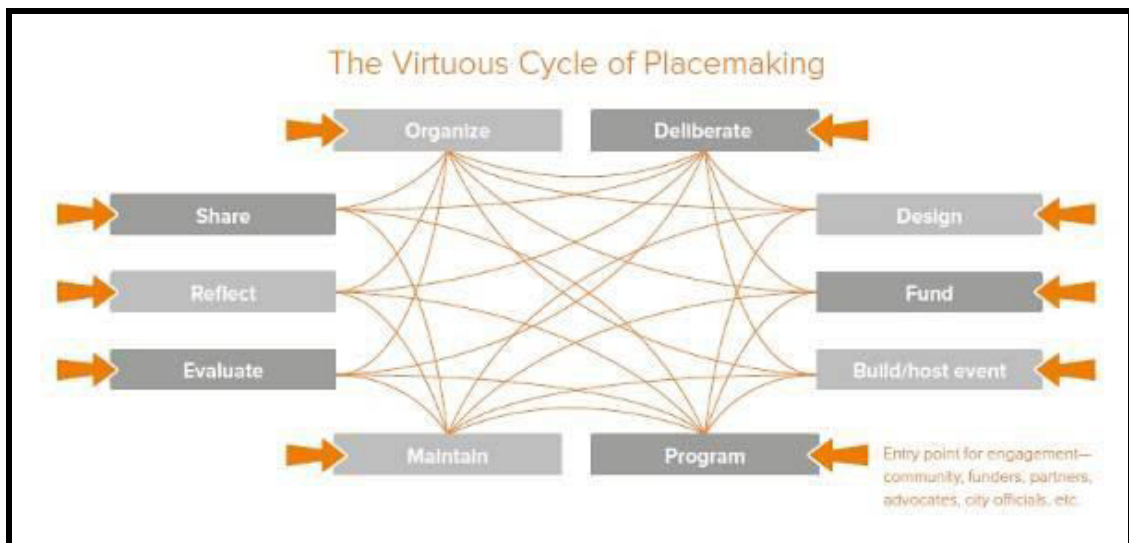 The Virtuous Cycle of Placemaking
Organize
Deliberate
Share
Design
Reflect
Fund
Evaluate
Build/host event
Maintain
Program
Entry point for engagement—
community, funders, partners,
advocates, city officials, etc.